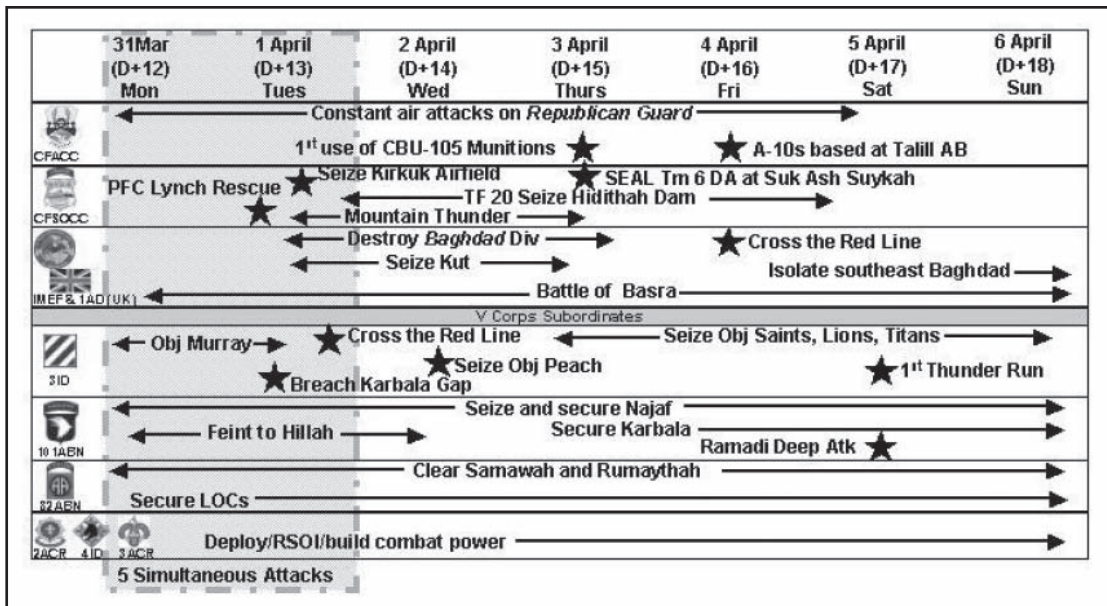 31Mar 1 April 2 April 3 April 4 April 5 April 6 April
(D+12) (D+13) (D+14) (D+15) (D+16) (D+17) (D+18)
Mon Tues Wed Thurs Fri Sat Sun
Constant air attacks on Republican Guard
CFACC
1st use of CBU-105 Munitions
A-10s based at Talill AB
CFSOCC
PFC Lynch Rescue
Seize Kirkuk Airfield
SEAL Tm 6 DA at Suk Ash Suykah
TF 20 Seize Hidithah Dam
Mountain Thunder
IMEF & 1AD(UK)
Destroy Baghdad Div
Cross the Red Line
Seize Kut
Isolate southeast Baghdad
Battle of Basra
V Corps Subordinates
3ID
Obj Murray
Cross the Red Line
Seize Obj Saints, Lions, Titans
Seize Obj Peach
1st Thunder Run
Breach Karbala Gap
101ABN
Seize and secure Najaf
Feint to Hillah
Secure Karbala
Ramadi Deep Atk
82ABN
AA
Clear Samawah and Rumaythah
Secure LOCs
2ACR 4ID 3ACR
Deploy/RSOI/build combat power
5 Simultaneous Attacks